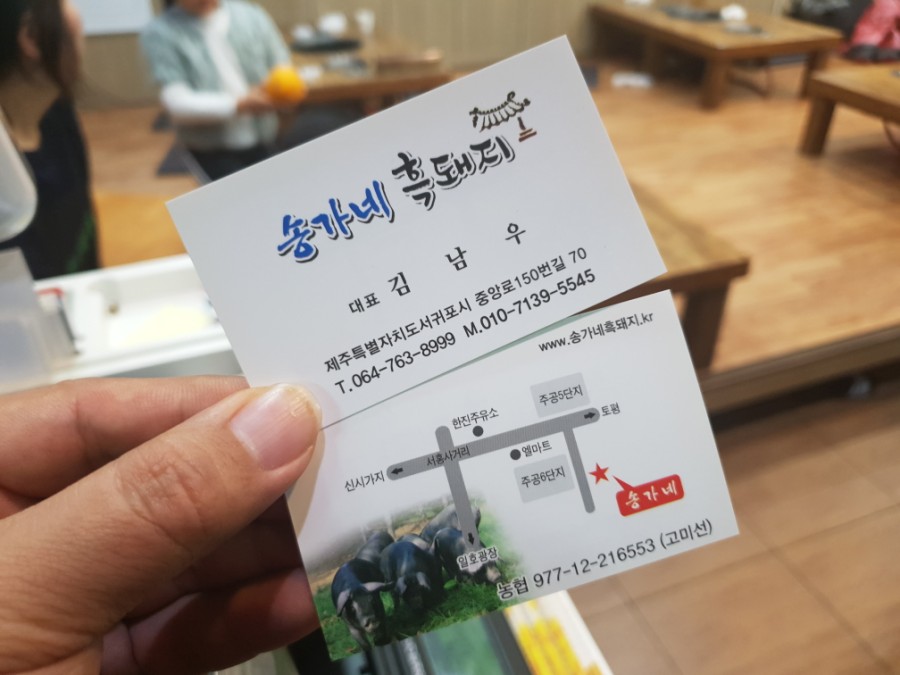 송가네 흑돼지
대표 김 남 우
제주특별자치도서귀포시 중앙로150번길 70
T.064-763-8999 M.010-7139-5545
www.송가네흑돼지.kr
주공5단지
한진주유소
토평
서홍사거리
엘마트
신시가지
주공6단지
송가네
일호광장
농협 977-12-216553 (고미선)